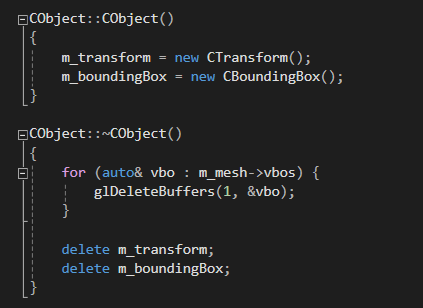 CObject::CObject()
{
m_transform = new CTransform();
m_boundingBox = new CBoundingBox();
}
CObject::~CObject()
{
for (auto& vbo : m_mesh->vbos) {
glDeleteBuffers(1, &vbo);
}
delete m_transform;
delete m_boundingBox;
}